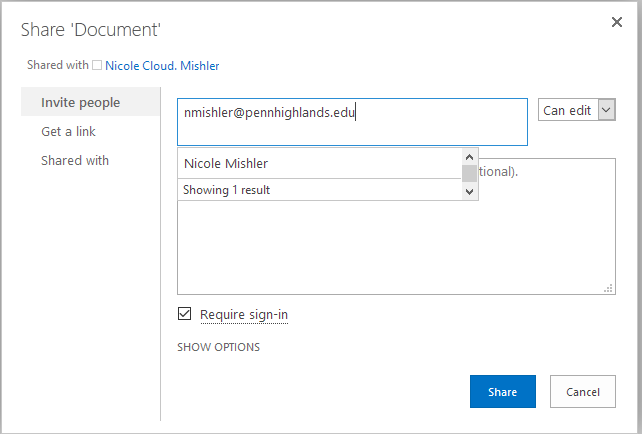 Share 'Document'
Shared with Nicole Cloud. Mishler
Invite people
Get a link
Shared with
nmishler@pennhighlands.edu
Can edit
Nicole Mishler
Showing 1 result
tional).
Require sign-in
SHOW OPTIONS
Share
Cancel